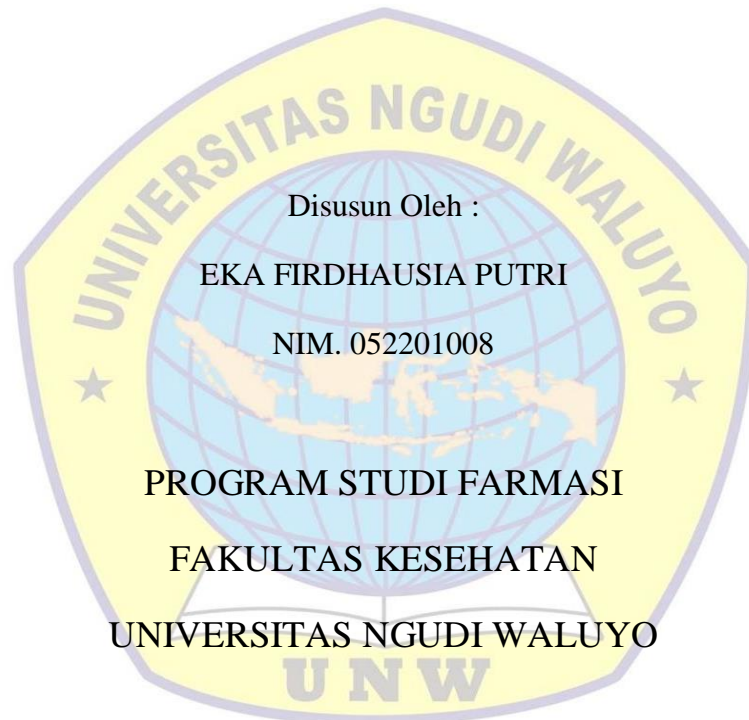 UNIVERSITAS NGUDI WALUYO
Disusun Oleh :
EKA FIRDHAUSIA PUTRI
NIM. 052201008
PROGRAM STUDI FARMASI
FAKULTAS KESEHATAN
UNIVERSITAS NGUDI WALUYO
UNW